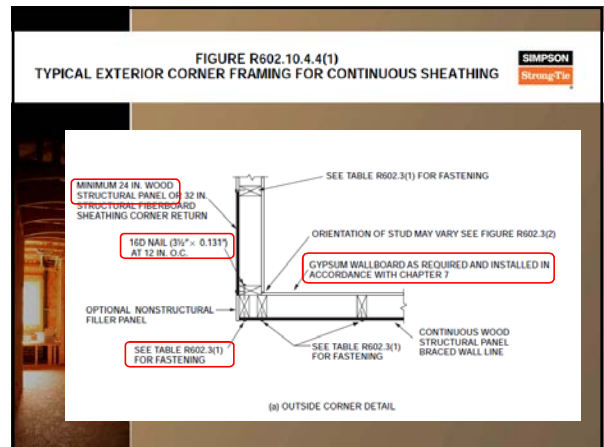 FIGURE R602.10.4.4(1)
TYPICAL EXTERIOR CORNER FRAMING FOR CONTINUOUS SHEATHING
SIMPSON
Strong-Tie
SEE TABLE R602.3(1) FOR FASTENING
MINIMUM 24 IN. WOOD
STRUCTURAL PANEL OR 32 IN.
STRUCTURAL FIBERBOARD
SHEATHING CORNER RETURN
ORIENTATION OF STUD MAY VARY SEE FIGURE R602.3(2)
16D NAIL (3½" × 0.131")
AT 12 IN. O.C.
GYPSUM WALLBOARD AS REQUIRED AND INSTALLED IN
ACCORDANCE WITH CHAPTER 7
OPTIONAL NONSTRUCTURAL
FILLER PANEL
SEE TABLE R602.3(1)
FOR FASTENING
SEE TABLE R602.3(1)
FOR FASTENING
CONTINUOUS WOOD
STRUCTURAL PANEL
BRACED WALL LINE
(a) OUTSIDE CORNER DETAIL